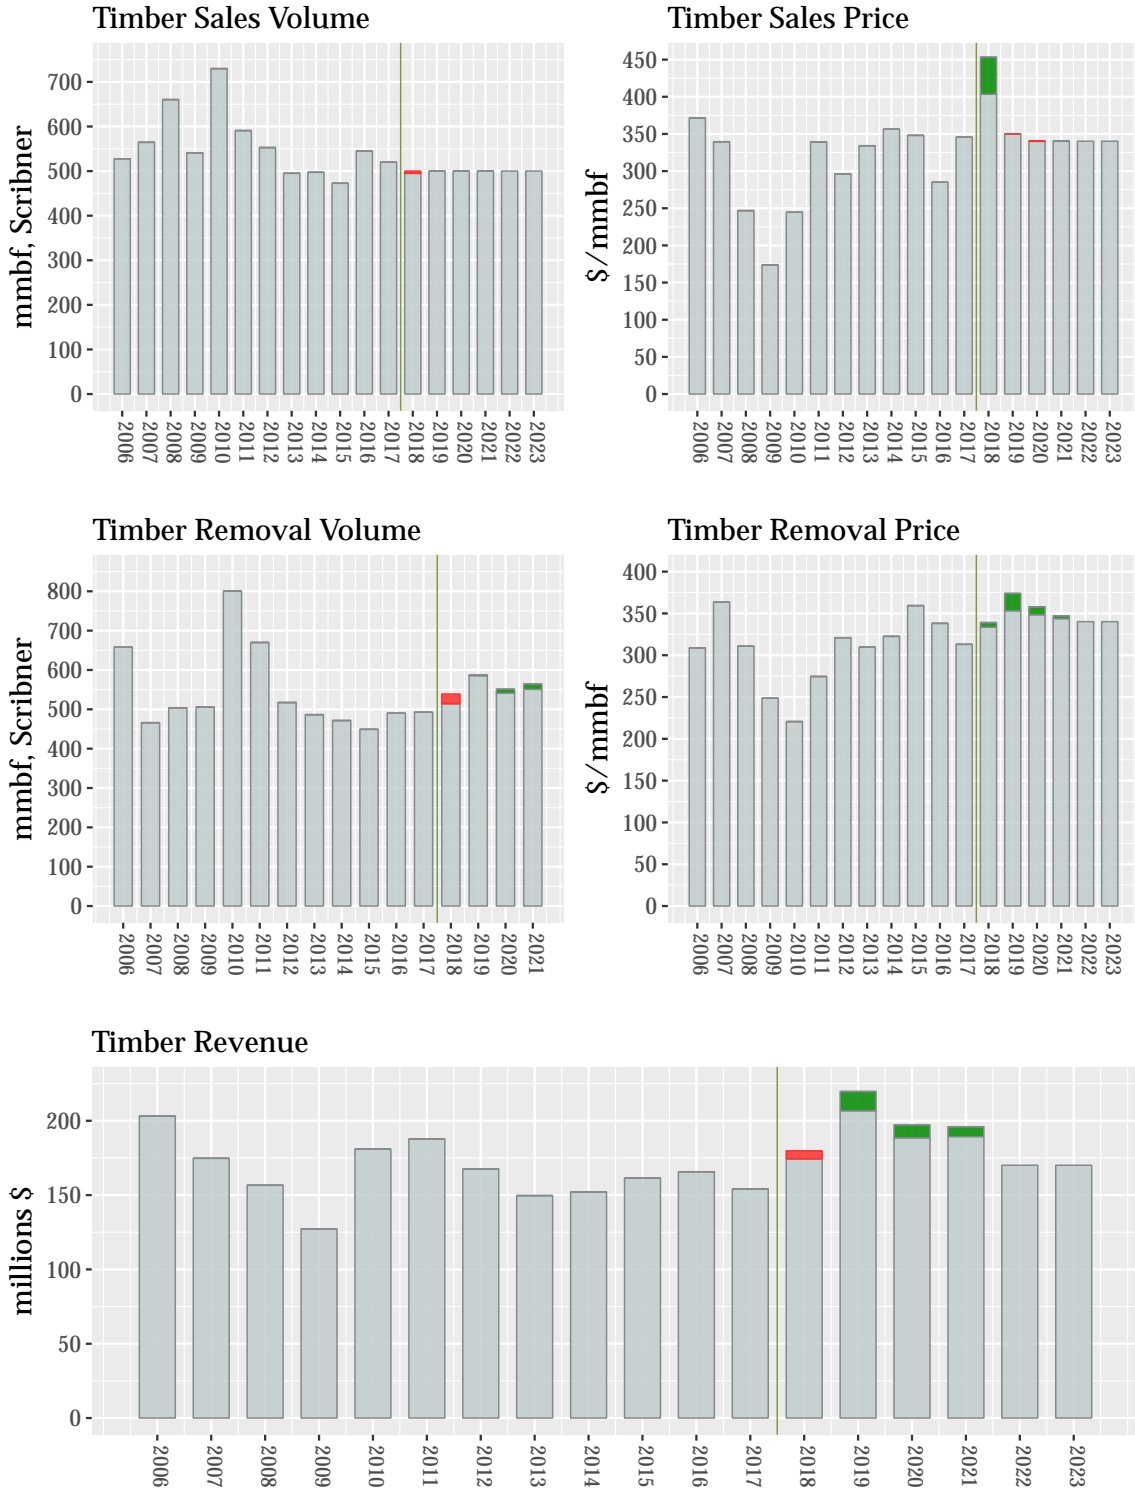 Timber Sales Volume
mmbf, Scribner
700
600
500
400
300
200
100
0
2006 2007 2008 2009 2010 2011 2012 2013 2014 2015 2016 2017 2018 2019 2020 2021 2022 2023
Timber Sales Price
$/mmbf
450
400
350
300
250
200
150
100
50
0
2006 2007 2008 2009 2010 2011 2012 2013 2014 2015 2016 2017 2018 2019 2020 2021 2022 2023
Timber Removal Volume
mmbf, Scribner
800
700
600
500
400
300
200
100
0
2006 2007 2008 2009 2010 2011 2012 2013 2014 2015 2016 2017 2018 2019 2020 2021
Timber Removal Price
$/mmbf
400
350
300
250
200
150
100
50
0
2006 2007 2008 2009 2010 2011 2012 2013 2014 2015 2016 2017 2018 2019 2020 2021 2022 2023
Timber Revenue
millions $
200
150
100
50
0
2006 2007 2008 2009 2010 2011 2012 2013 2014 2015 2016 2017 2018 2019 2020 2021 2022 2023